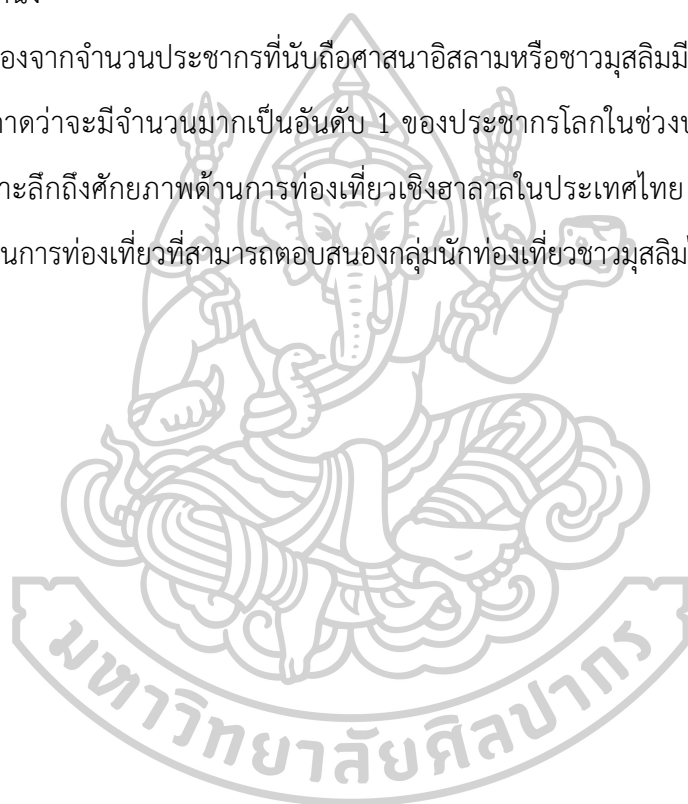 องจากจำนวนประชากรที่นับถือศาสนาอิสลามหรือชาวมุสลิมมี
าดว่าจะมีจำนวนมากเป็นอันดับ 1 ของประชากรโลกในช่วง
าะลึกถึงศักยภาพด้านการท่องเที่ยวเชิงฮาลาลในประเทศไทย
นการท่องเที่ยวที่สามารถตอบสนองกลุ่มนักท่องเที่ยวชาวมุสลิม
มหาวิทยาลัยศิลปากร